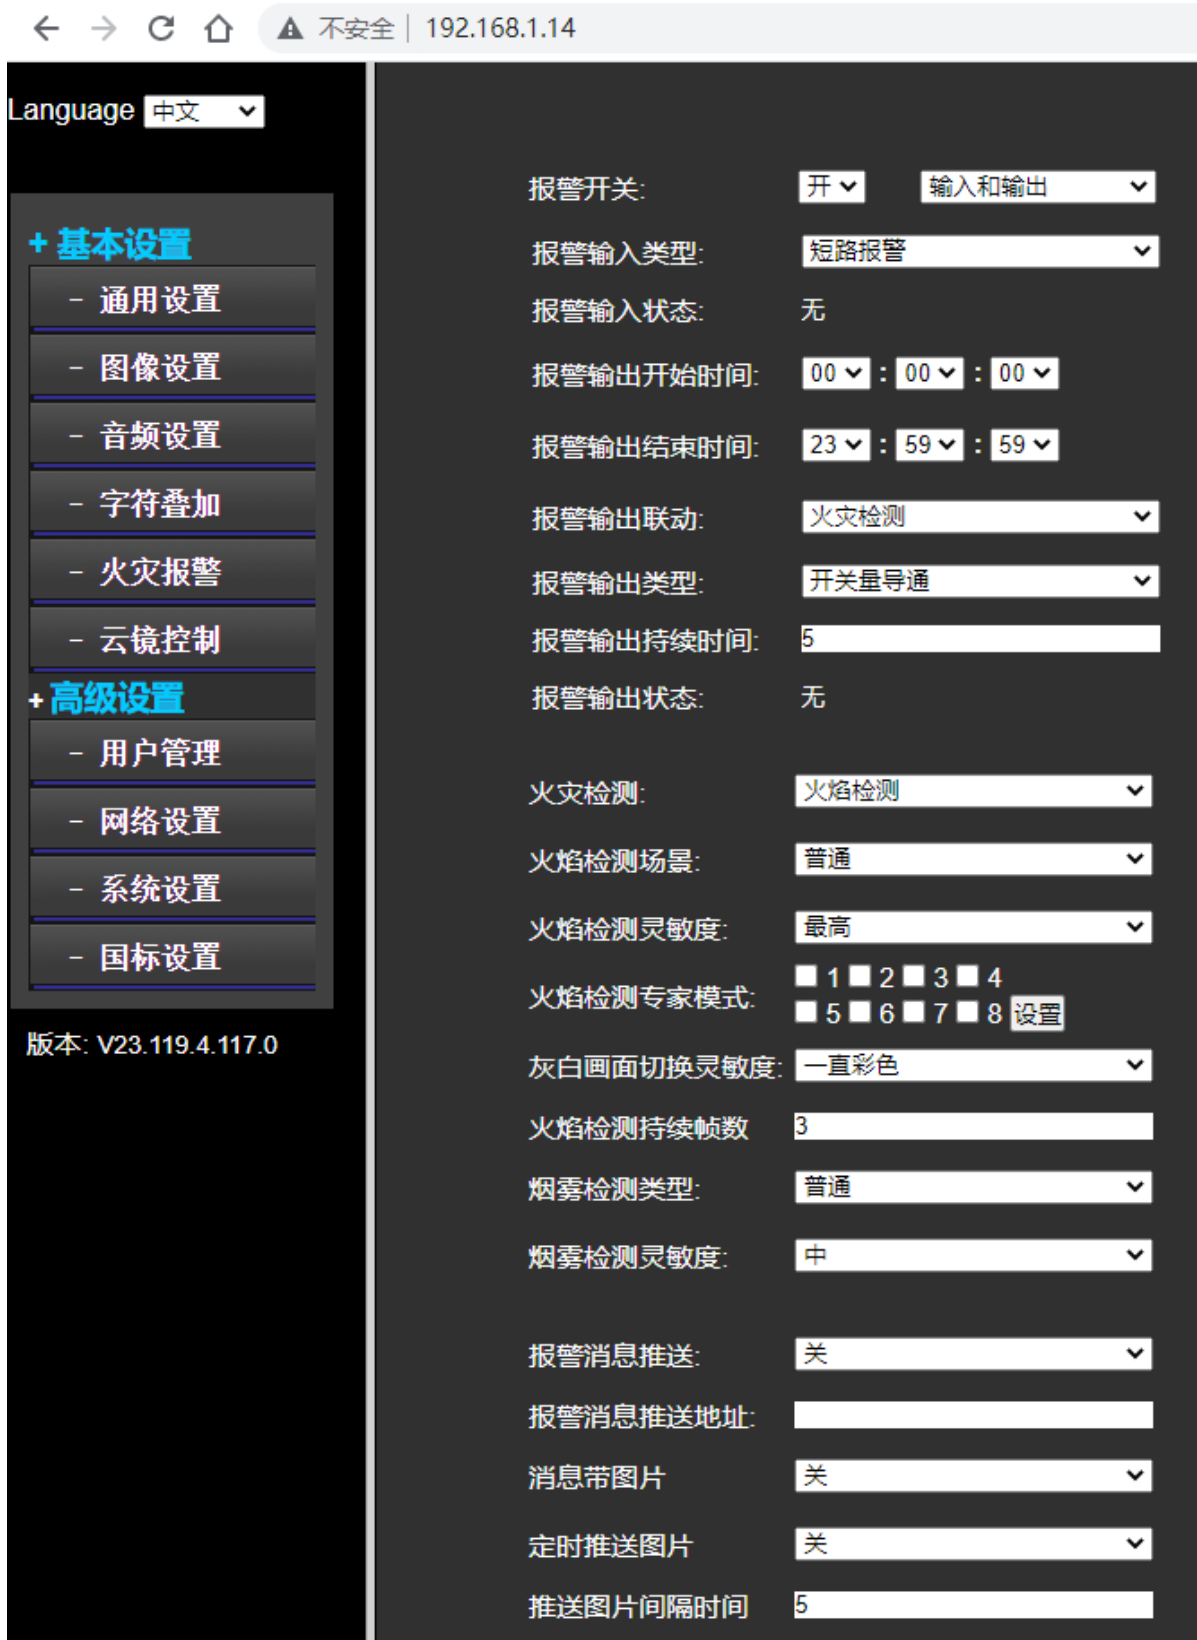 不安全 192.168.1.14
Language 中文
+ 基本设置
- 通用设置
- 图像设置
- 音频设置
- 字符叠加
- 火灾报警
- 云镜控制
+ 高级设置
- 用户管理
- 网络设置
- 系统设置
- 国标设置
版本: V23.119.4.117.0
报警开关: 开 输入和输出
报警输入类型: 短路报警
报警输入状态: 无
报警输出开始时间: 00 : 00 : 00
报警输出结束时间: 23 : 59 : 59
报警输出联动: 火灾检测
报警输出类型: 开关量导通
报警输出持续时间: 5
报警输出状态: 无
火灾检测: 火焰检测
火焰检测场景: 普通
火焰检测灵敏度: 最高
火焰检测专家模式: 1 2 3 4
5 6 7 8 设置
灰白画面切换灵敏度: 一直彩色
火焰检测持续帧数 3
烟雾检测类型: 普通
烟雾检测灵敏度: 中
报警消息推送: 关
报警消息推送地址:
消息带图片 关
定时推送图片 关
推送图片间隔时间 5